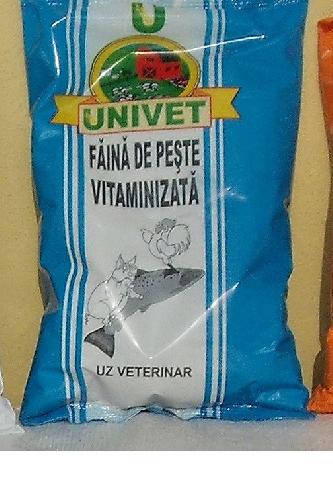 U
UNIVET
FĂINĂ DE PEŞTE
VITAMINIZATĂ
UZ VETERINAR